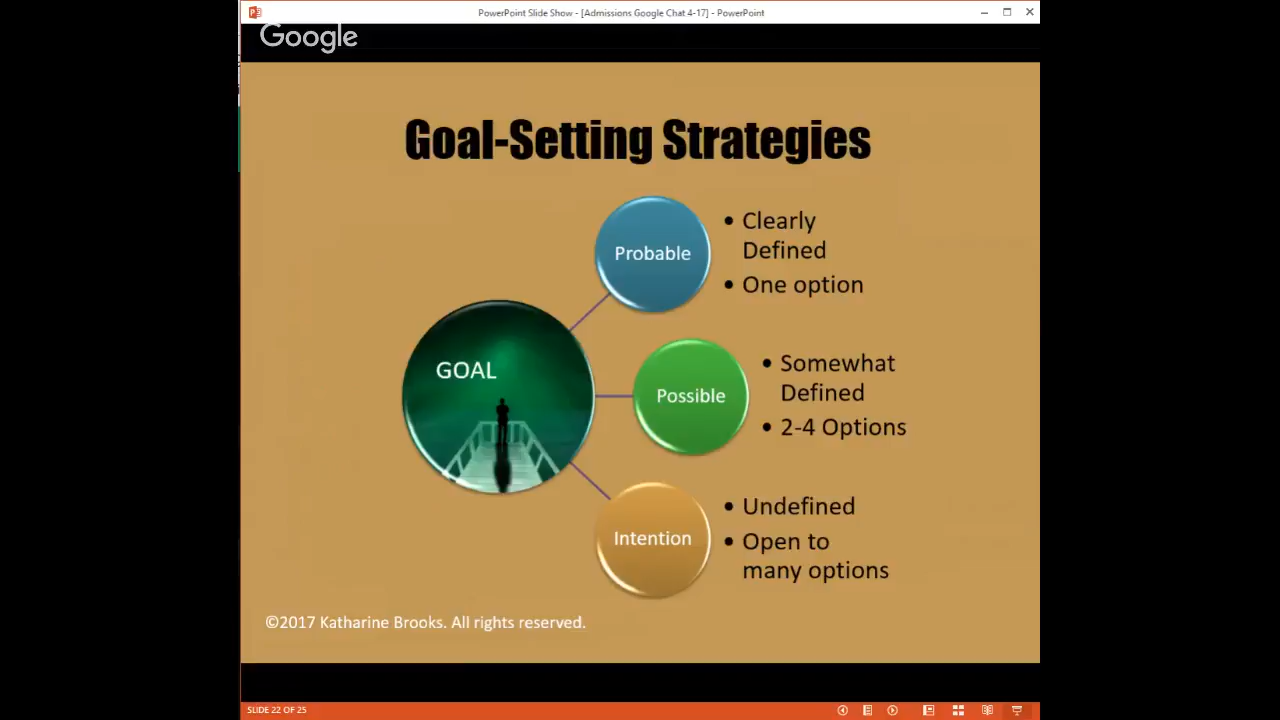 PowerPoint Slide Show - [Admissions Google Chat.4-17] - PowerPoint
Google
Goal-Setting Strategies
Probable
• Clearly
Defined
• One option
GOAL
Possible
• Somewhat
Defined
• 2-4 Options
Intention
• Undefined
• Open to
many options
©2017 Katharine Brooks. All rights reserved.
SLIDE 22 OF 25